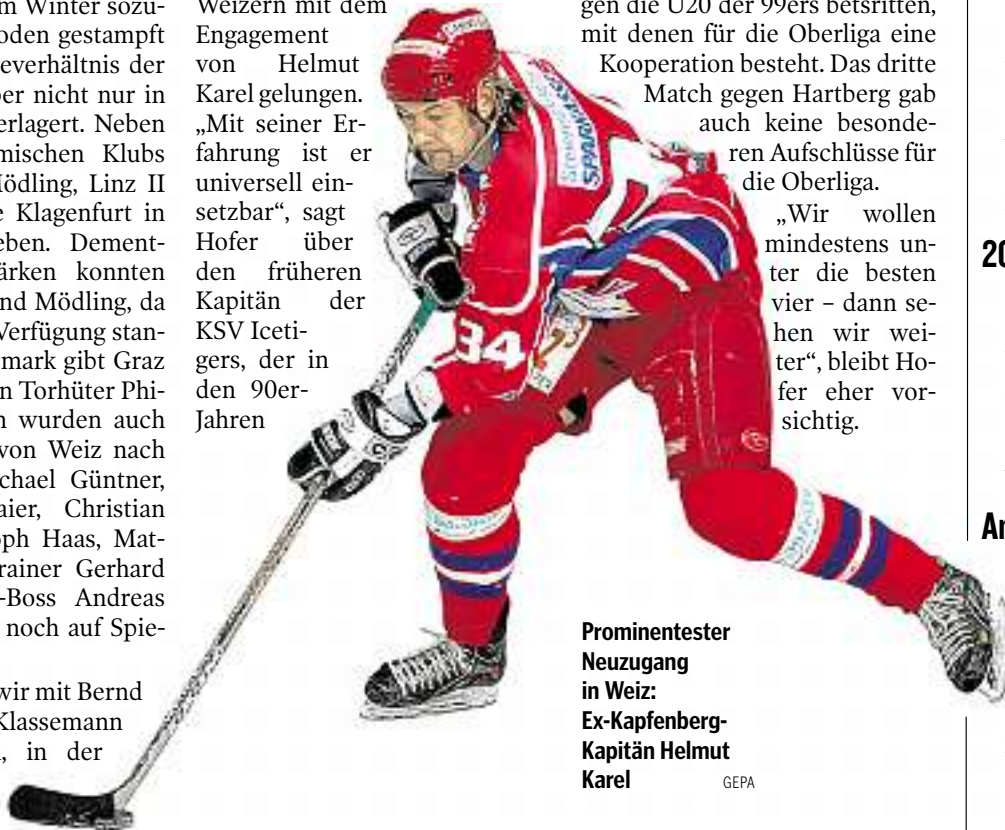 m Winter sozu-
oden gestampft
everhältnis der
ber nicht nur in
erlagert. Neben
mischen Klubs
Mödling, Linz II
e Klagenfurt in
eben. Dement-
ärken konnten
nd Mödling, da
Verfügung stan-
mark gibt Graz
n Torhüter Phi-
n wurden auch
von Weiz nach
chael Güntner,
aier, Christian
oph Haas, Mat-
rainer Gerhard
-Boss Andreas
noch auf Spie-
wir mit Bernd
Klassemann
, in der
Weizern mit dem
Engagement
von Helmut
Karel gelungen.
„Mit seiner Er-
fahrung ist er
universell ein-
setzbar“, sagt
Hofer über
den früheren
Kapitän der
KSV Iceti-
gers, der in
den 90er-
Jahren
gen die U20 der 99ers betsritten,
mit denen für die Oberliga eine
Kooperation besteht. Das dritte
Match gegen Hartberg gab
auch keine besonde-
ren Aufschlüsse für
die Oberliga.
„Wir wollen
mindestens un-
ter die besten
vier – dann se-
hen wir wei-
ter“, bleibt Ho-
fer eher vor-
sichtig.
SPARKASSE
34
Prominentester
Neuzugang
in Weiz:
Ex-Kapfenberg-
Kapitän Helmut
Karel GEPA
20